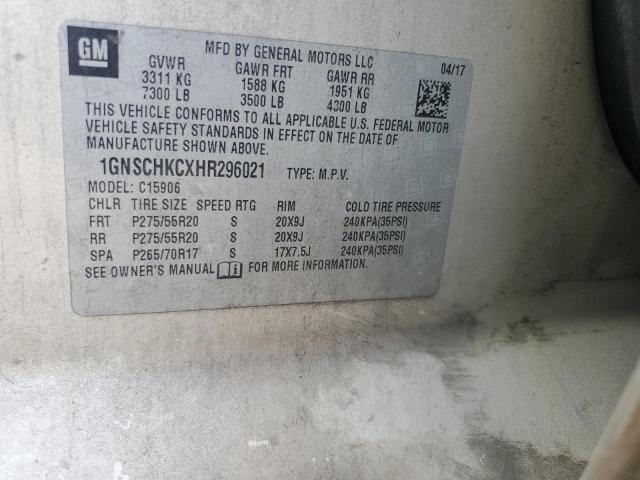 GM
MFD BY GENERAL MOTORS LLC
04/17
GVWR GAWR FRT GAWR RR
3311 KG 1588 KG 1951 KG
7300 LB 3500 LB 4300 LB
THIS VEHICLE CONFORMS TO ALL APPLICABLE U.S. FEDERAL MOTOR
VEHICLE SAFETY STANDARDS IN EFFECT ON THE DATE OF
MANUFACTURE SHOWN ABOVE.
1GNSCHKCXHR296021 TYPE: M.P.V.
MODEL: C15906
CHLR TIRE SIZE SPEED RTG RIM COLD TIRE PRESSURE
FRT P275/55R20 S 20X9J 240KPA(35PSI)
RR P275/55R20 S 20X9J 240KPA(35PSI)
SPA P265/70R17 S 17X7.5J 240KPA(35PSI)
SEE OWNER'S MANUAL FOR MORE INFORMATION.